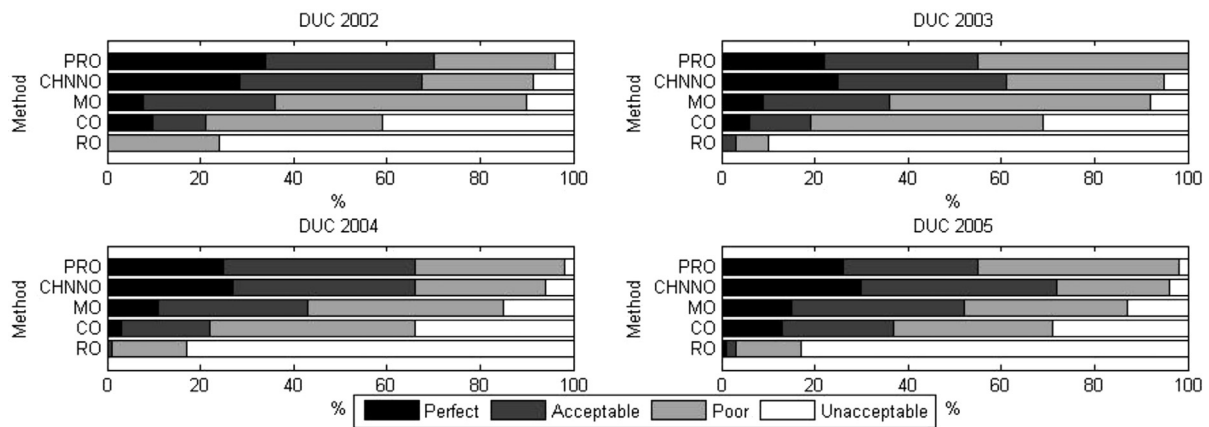 DUC 2002
Method
PRO
CHNNO
MO
CO
RO
0 20 40 60 80 100
%
DUC 2003
Method
PRO
CHNNO
MO
CO
RO
0 20 40 60 80 100
%
DUC 2004
Method
PRO
CHNNO
MO
CO
RO
0 20 40 60 80 100
%
DUC 2005
Method
PRO
CHNNO
MO
CO
RO
0 20 40 60 80 100
%
Perfect Acceptable Poor Unacceptable